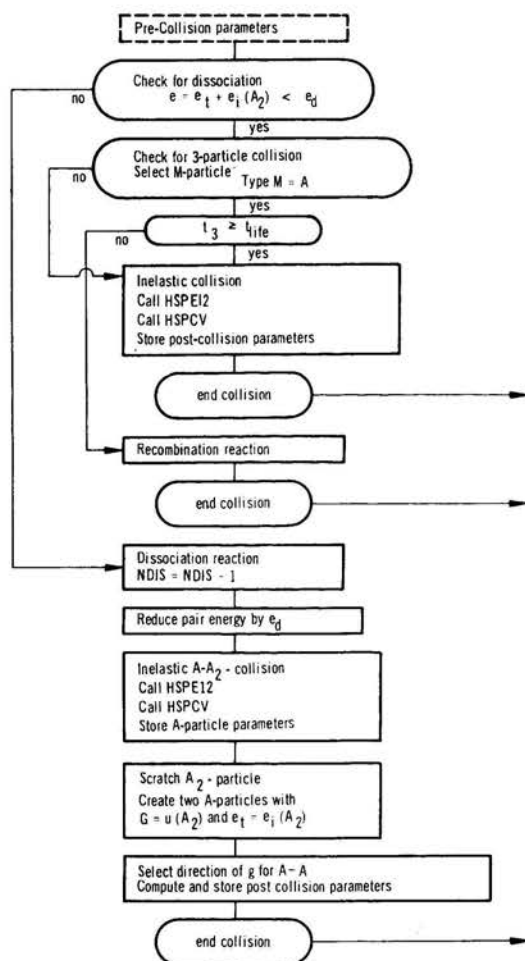 Pre-Collision parameters
Check for dissociation
e = e_t + e_i (A_2) < e_d
no
yes
Check for 3-particle collision
Select M-particle
Type M = A
no
yes
t_3 ≥ t_life
no
yes
Inelastic collision
Call HSPEI2
Call HSPCV
Store post-collision parameters
end collision
Recombination reaction
end collision
Dissociation reaction
NDIS = NDIS - 1
Reduce pair energy by e_d
Inelastic A-A_2 - collision
Call HSPE12
Call HSPCV
Store A-particle parameters
Scratch A_2 - particle
Create two A-particles with
G = u (A_2) and e_t = e_i (A_2)
Select direction of g for A - A
Compute and store post collision parameters
end collision